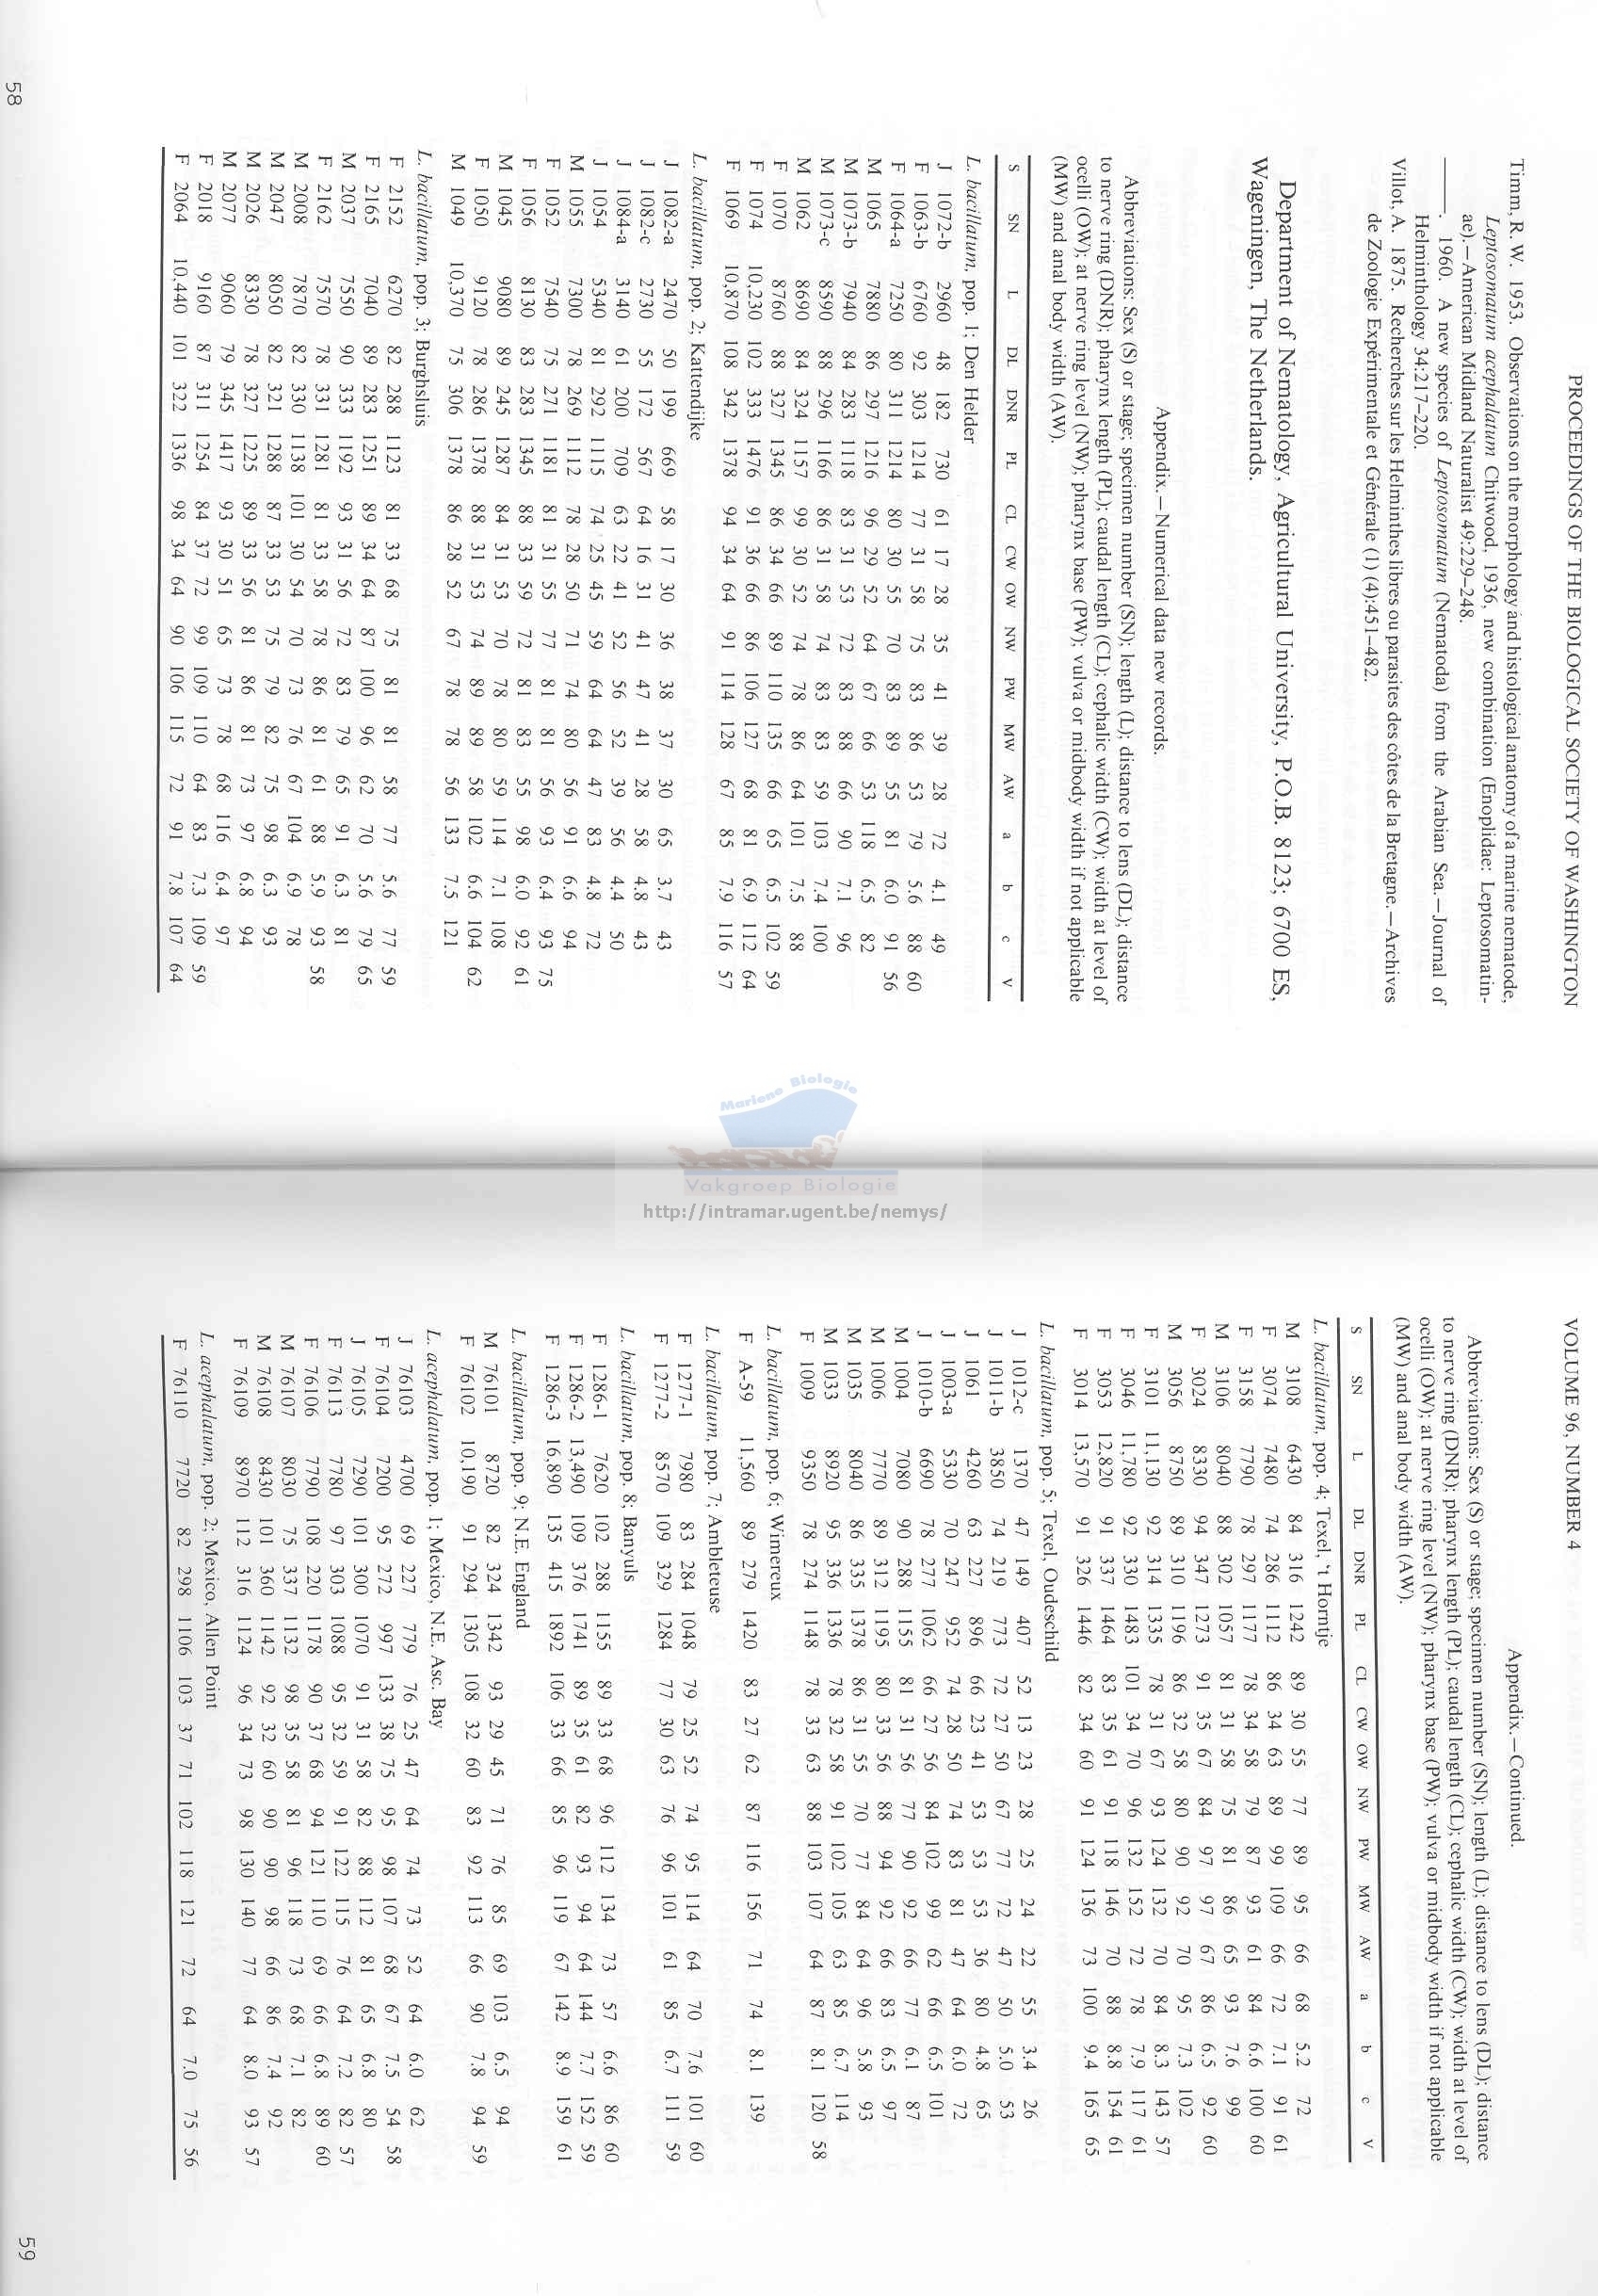 PROCEEDINGS OF THE BIOLOGICAL SOCIETY OF WASHINGTON
Timm, R. W. 1953. Observations on the morphology and histological anatomy of a marine nematode,
Leptosomatum acephalatum Chitwood, 1936, new combination (Enoplidae: Leptosomatin-
ae).—American Midland Naturalist 49:229–248.
———. 1960. A new species of Leptosomatum (Nematoda) from the Arabian Sea.—Journal of
Helminthology 34:217–220.
Villot, A. 1875. Recherches sur les Helminthes libres ou parasites des côtes de la Bretagne.—Archives
de Zoologie Expérimentale et Générale (1) (4):451–482.
Department of Nematology, Agricultural University, P.O.B. 8123; 6700 ES,
Wageningen, The Netherlands.
Appendix.—Numerical data new records.
Abbreviations: Sex (S) or stage; specimen number (SN); length (L); distance to lens (DL); distance
to nerve ring (DNR); pharynx length (PL); caudal length (CL); cephalic width (CW); width at level of
ocelli (OW); at nerve ring level (NW); pharynx base (PW); vulva or midbody width if not applicable
(MW) and anal body width (AW).
S SN L DL DNR PL CL CW OW NW PW MW AW a b c V
L. bacillatum, pop. 1; Den Helder
J 1072-b 2960 48 182 730 61 17 28 35 41 39 28 72 4.1 49
F 1063-b 6760 92 303 1214 77 31 58 75 83 86 53 79 5.6 88 60
F 1064-a 7250 80 311 1214 80 30 55 70 83 89 55 81 6.0 91 56
M 1065 7880 86 297 1216 96 29 52 64 67 66 53 118 6.5 82
M 1073-b 7940 84 283 1118 83 31 53 72 83 88 66 90 7.1 96
M 1073-c 8590 88 296 1166 86 31 58 74 83 83 59 103 7.4 100
M 1062 8690 84 324 1157 99 30 52 74 78 86 64 101 7.5 88
F 1070 8760 88 327 1345 86 34 66 89 110 135 66 65 6.5 102 59
F 1074 10,230 102 333 1476 91 36 66 86 106 127 68 81 6.9 112 64
F 1069 10,870 108 342 1378 94 34 64 91 114 128 67 85 7.9 116 57
L. bacillatum, pop. 2; Kattendijke
J 1082-a 2470 50 199 669 58 17 30 36 38 37 30 65 3.7 43
J 1082-c 2730 55 172 567 64 16 31 41 47 41 28 58 4.8 43
J 1084-a 3140 61 200 709 63 22 41 52 56 52 39 56 4.4 50
J 1054 5340 81 292 1115 74 25 45 59 64 64 47 83 4.8 72
M 1055 7300 78 269 1112 78 28 50 71 74 80 56 91 6.6 94
F 1052 7540 75 271 1181 81 31 55 77 81 81 56 93 6.4 93 75
F 1056 8130 83 283 1345 88 33 59 72 81 83 55 98 6.0 92 61
M 1045 9080 89 245 1287 84 31 53 70 78 80 59 114 7.1 108
F 1050 9120 78 286 1378 88 31 53 74 89 89 58 102 6.6 104 62
M 1049 10,370 75 306 1378 86 28 52 67 78 78 56 133 7.5 121
L. bacillatum, pop. 3; Burghsluis
F 2152 6270 82 288 1123 81 33 68 75 81 81 58 77 5.6 77 59
F 2165 7040 89 283 1251 89 34 64 87 100 96 62 70 5.6 79 65
M 2037 7550 90 333 1192 93 31 56 72 83 79 65 91 6.3 81
F 2162 7570 78 331 1281 81 33 58 78 86 81 61 88 5.9 93 58
M 2008 7870 82 330 1138 101 30 54 70 73 76 67 104 6.9 78
M 2047 8050 82 321 1288 87 33 53 75 79 82 75 98 6.3 93
M 2026 8330 78 327 1225 89 33 56 81 86 81 73 97 6.8 94
M 2077 9060 79 345 1417 93 30 51 65 73 78 68 116 6.4 97
F 2018 9160 87 311 1254 84 37 72 99 109 110 64 83 7.3 109 59
F 2064 10,440 101 322 1336 98 34 64 90 106 115 72 91 7.8 107 64
58
Marine Biologie
Vakgroep Biologie
http://intramar.ugent.be/nemys/
VOLUME 96, NUMBER 4
Appendix.—Continued.
Abbreviations: Sex (S) or stage; specimen number (SN); length (L); distance to lens (DL); distance
to nerve ring (DNR); pharynx length (PL); caudal length (CL); cephalic width (CW); width at level of
ocelli (OW); at nerve ring level (NW); pharynx base (PW); vulva or midbody width if not applicable
(MW) and anal body width (AW).
S SN L DL DNR PL CL CW OW NW PW MW AW a b c V
L. bacillatum, pop. 4; Texel, 't Horntje
M 3108 6430 84 316 1242 89 30 55 77 89 95 66 68 5.2 72
F 3074 7480 74 286 1112 86 34 63 89 99 109 66 72 7.1 91 61
F 3158 7790 78 297 1177 78 34 58 79 87 93 61 84 6.6 100 60
M 3106 8040 88 302 1057 81 31 58 75 81 86 65 93 7.6 99
F 3024 8330 94 347 1273 91 35 67 84 97 97 67 86 6.5 92 60
M 3056 8750 89 310 1196 86 32 58 80 90 92 70 95 7.3 102
F 3101 11,130 92 314 1335 78 31 67 93 124 132 70 84 8.3 143 57
F 3046 11,780 92 330 1483 101 34 70 96 132 152 72 78 7.9 117 61
F 3053 12,820 91 337 1464 83 35 61 91 118 146 70 88 8.8 154 61
F 3014 13,570 91 326 1446 82 34 60 91 124 136 73 100 9.4 165 65
L. bacillatum, pop. 5; Texel, Oudeschild
J 1012-c 1370 47 149 407 52 13 23 28 25 24 22 55 3.4 26
J 1011-b 3850 74 219 773 72 27 50 67 77 72 47 50 5.0 53
J 1061 4260 63 227 896 66 23 41 53 53 53 36 80 4.8 65
J 1003-a 5330 70 247 952 74 28 50 74 83 81 47 64 6.0 72
J 1010-b 6690 78 277 1062 66 27 56 84 102 99 62 66 6.5 101
M 1004 7080 90 288 1155 81 31 56 77 90 92 66 77 6.1 87
M 1006 7770 89 312 1195 80 33 56 88 94 92 66 83 6.5 97
M 1035 8040 86 335 1378 86 31 55 70 77 84 64 96 5.8 93
M 1033 8920 95 336 1336 78 32 58 91 102 105 63 85 6.7 114
F 1009 9350 78 274 1148 78 33 63 88 103 107 64 87 8.1 120 58
L. bacillatum, pop. 6; Wimereux
F A-59 11,560 89 279 1420 83 27 62 87 116 156 71 74 8.1 139
L. bacillatum, pop. 7; Ambleteuse
F 1277-1 7980 83 284 1048 79 25 52 74 95 114 64 70 7.6 101 60
F 1277-2 8570 109 329 1284 77 30 63 76 96 101 61 85 6.7 111 59
L. bacillatum, pop. 8; Banyuls
F 1286-1 7620 102 288 1155 89 33 68 96 112 134 73 57 6.6 86 60
F 1286-2 13,490 109 376 1741 89 35 61 82 93 94 64 144 7.7 152 59
F 1286-3 16,890 135 415 1892 106 33 66 85 96 119 67 142 8.9 159 61
L. bacillatum, pop. 9; N.E. England
M 76101 8720 82 324 1342 93 29 45 71 76 85 69 103 6.5 94
F 76102 10,190 91 294 1305 108 32 60 83 92 113 66 90 7.8 94 59
L. acephalatum, pop. 1; Mexico, N.E. Asc. Bay
J 76103 4700 69 227 779 76 25 47 64 74 73 52 64 6.0 62
F 76104 7200 95 272 997 133 38 75 95 98 107 68 67 7.5 54 58
J 76105 7290 101 300 1070 91 31 58 82 88 112 81 65 6.8 80
F 76113 7780 97 303 1088 95 32 59 91 122 115 76 64 7.2 82 57
F 76106 7790 108 220 1178 90 37 68 94 121 110 69 66 6.8 89 60
M 76107 8030 75 337 1132 98 35 58 81 96 118 73 68 7.1 82
M 76108 8430 101 360 1142 92 32 60 90 90 98 66 86 7.4 92
F 76109 8970 112 316 1124 96 34 73 98 130 140 77 64 8.0 93 57
L. acephalatum, pop. 2; Mexico, Allen Point
F 76110 7720 82 298 1106 103 37 71 102 118 121 72 64 7.0 75 56
59